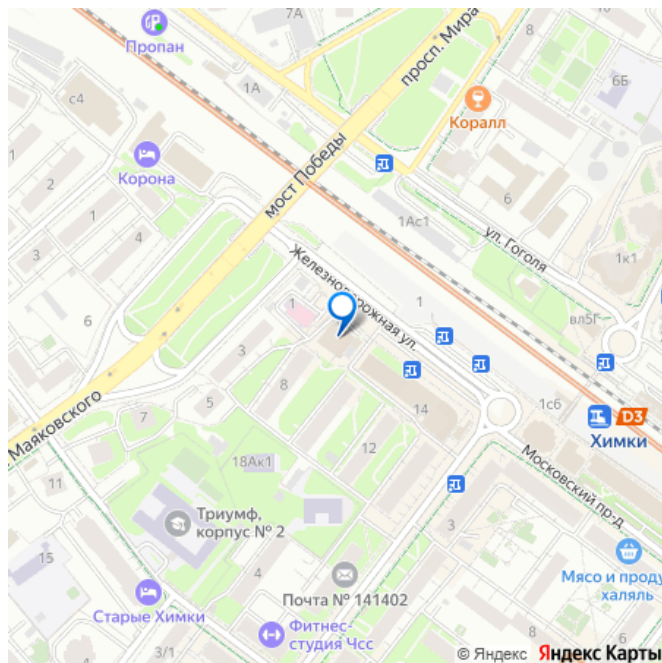 7А
8
8
Пропан
просп. Мира
6Б
1А
с4
Коралл
2
Корона
мост Победы
1
6
4
1Ас1
ул. Гоголя
3
1к1
Железнодорожная ул.
1
1
вл5Г
6
3
8
5
Маяковского
14
1с6
D3
Химки
7
12
18Ак1
Московский пр-д
11
Триумф,
корпус № 2
3
15
4
Мясо и проду
халяль
Почта № 141402
Старые Химки
Фитнес-
студия Чсс
8
3/1
© Яндекс Яндекс Карты